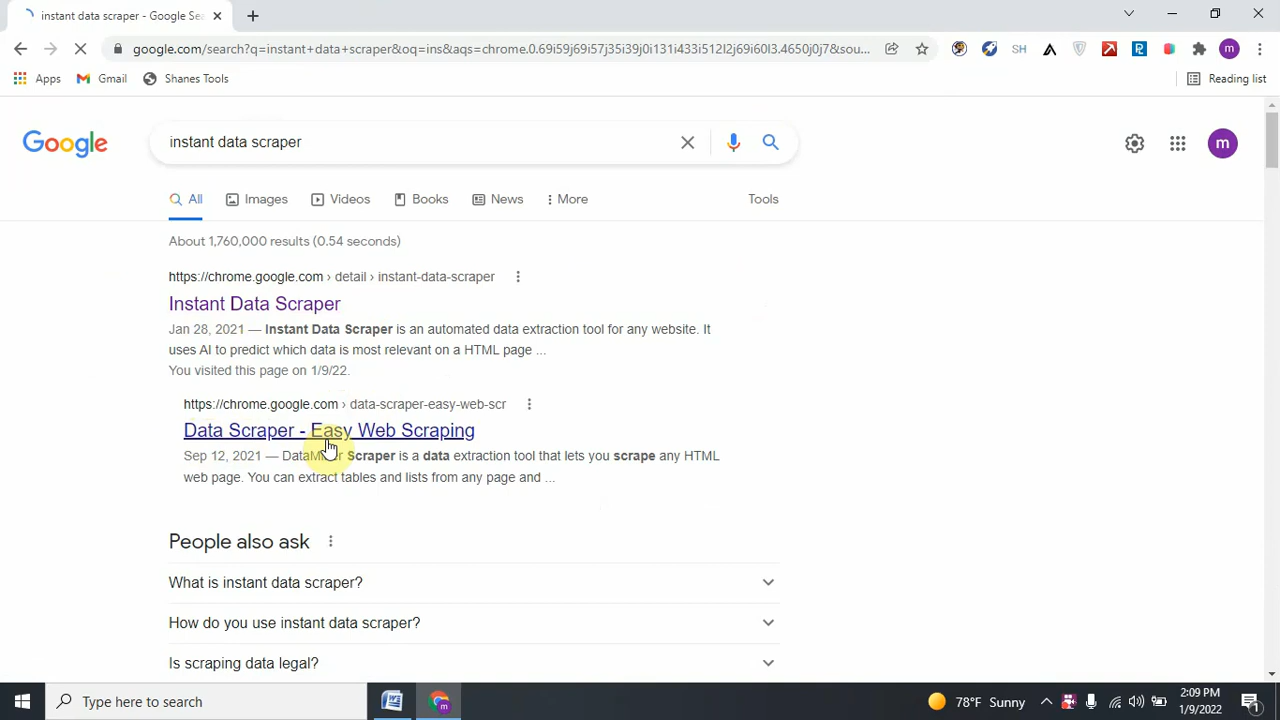 instant data scraper - Google Sea
google.com/search?q=instant+data+scraper&oq=ins&aqs=chrome.0.69i59j69i57j35i39j0i131i433i512l2j69i60l3.4650j0j7&sou...
SH
m
Apps
Gmail
Shanes Tools
Reading list
Google
instant data scraper
m
All
Images
Videos
Books
News
More
Tools
About 1,760,000 results (0.54 seconds)
https://chrome.google.com › detail › instant-data-scraper
Instant Data Scraper
Jan 28, 2021 — Instant Data Scraper is an automated data extraction tool for any website. It
uses AI to predict which data is most relevant on a HTML page ...
You visited this page on 1/9/22.
https://chrome.google.com › data-scraper-easy-web-scr
Data Scraper - Easy Web Scraping
Sep 12, 2021 — Scraper is a data extraction tool that lets you scrape any HTML
web page. You can extract tables and lists from any page and ...
People also ask
What is instant data scraper?
How do you use instant data scraper?
Is scraping data legal?
Type here to search
78°F Sunny
2:09 PM
1/9/2022
1